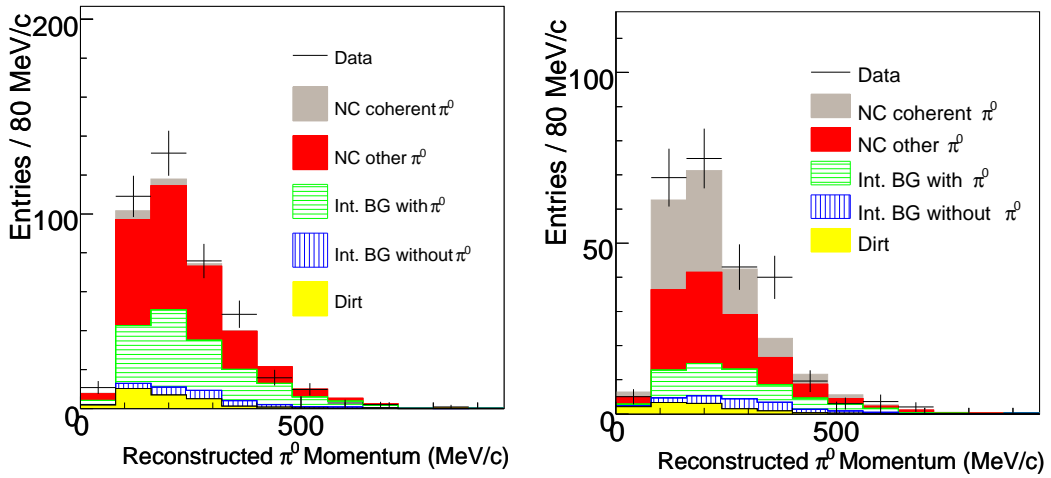 Entries / 80 MeV/c
200
100
0
Data
NC coherent π⁰
NC other π⁰
Int. BG with π⁰
Int. BG without π⁰
Dirt
0
500
Reconstructed π⁰ Momentum (MeV/c)
Entries / 80 MeV/c
100
50
0
Data
NC coherent π⁰
NC other π⁰
Int. BG with π⁰
Int. BG without π⁰
Dirt
0
500
Reconstructed π⁰ Momentum (MeV/c)